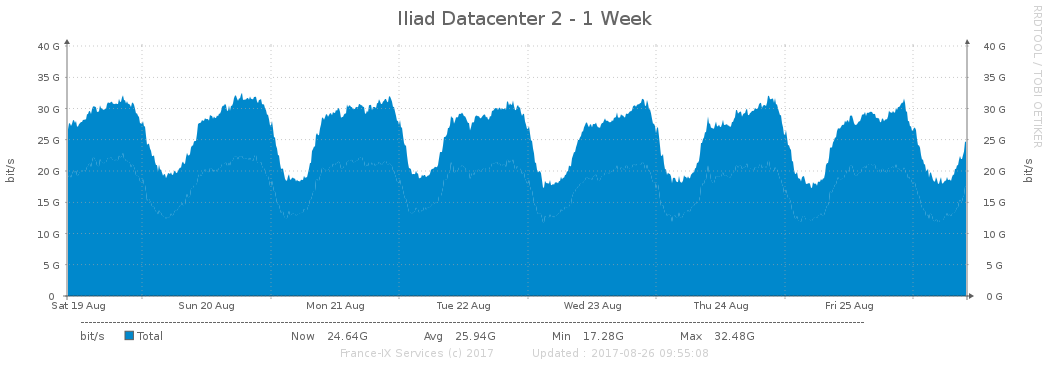 Iliad Datacenter 2 - 1 Week
RRDTOOL / TOBI OETIKER
40 G 40 G
35 G 35 G
30 G 30 G
25 G 25 G
20 G 20 G
15 G 15 G
10 G 10 G
5 G 5 G
0 0 G
bit/s
bit/s
Sat 19 Aug Sun 20 Aug Mon 21 Aug Tue 22 Aug Wed 23 Aug Thu 24 Aug Fri 25 Aug
bit/s Total Now 24.64G Avg 25.94G Min 17.28G Max 32.48G
France-IX Services (c) 2017 Updated : 2017-08-26 09:55:08